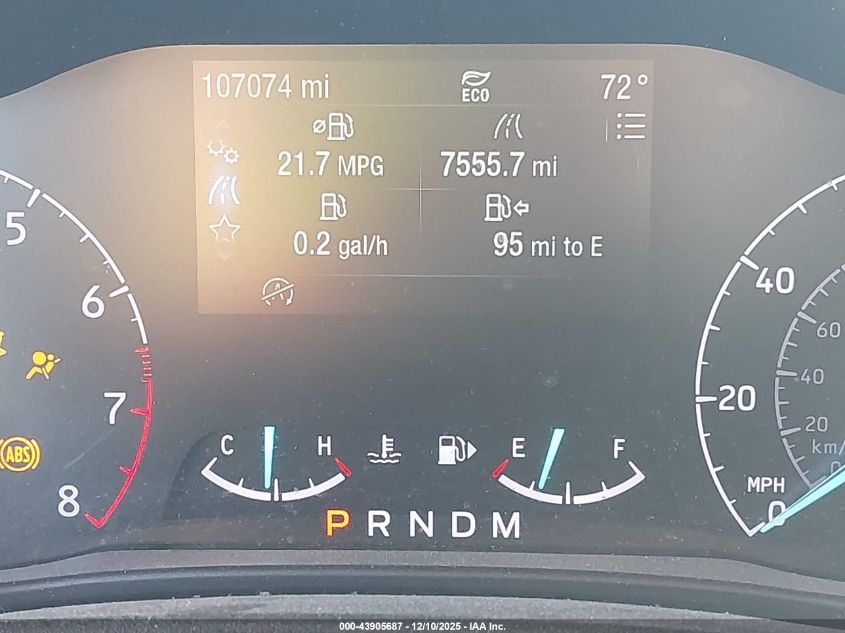 107074 mi
ECO
72°
21.7 MPG
7555.7 mi
0.2 gal/h
95 mi to E
5
6
7
8
ABS
C H
E F
P R N D M
40
20
0
MPH
60
40
20
0
km/
000-43905687 - 12/10/2025 - IAA Inc.